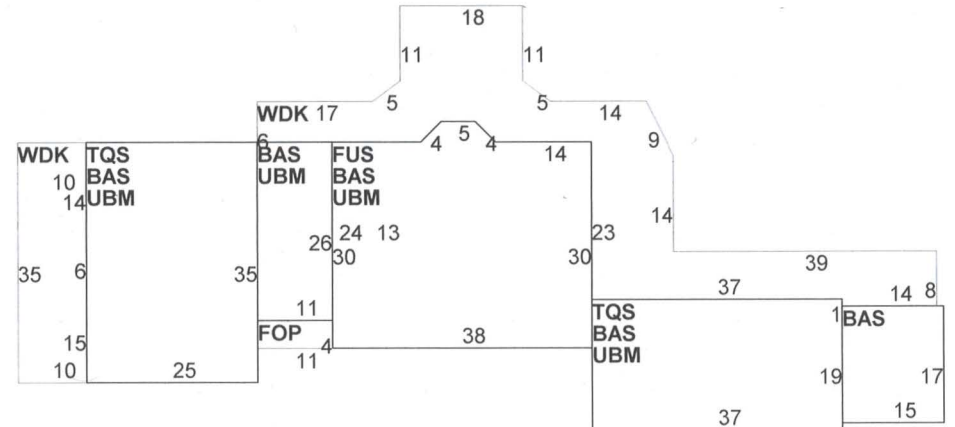 18
11 11
5 5
WDK 17 14
6 4 5 4 14 9
WDK TQS BAS FUS
10 BAS UBM BAS
14 UBM UBM
14
26 24 13 23
35 6 35 30 30
39
37
14 8
11 TQS 1 BAS
FOP BAS
15 4 38 UBM
10 25 11 19 17
15
37